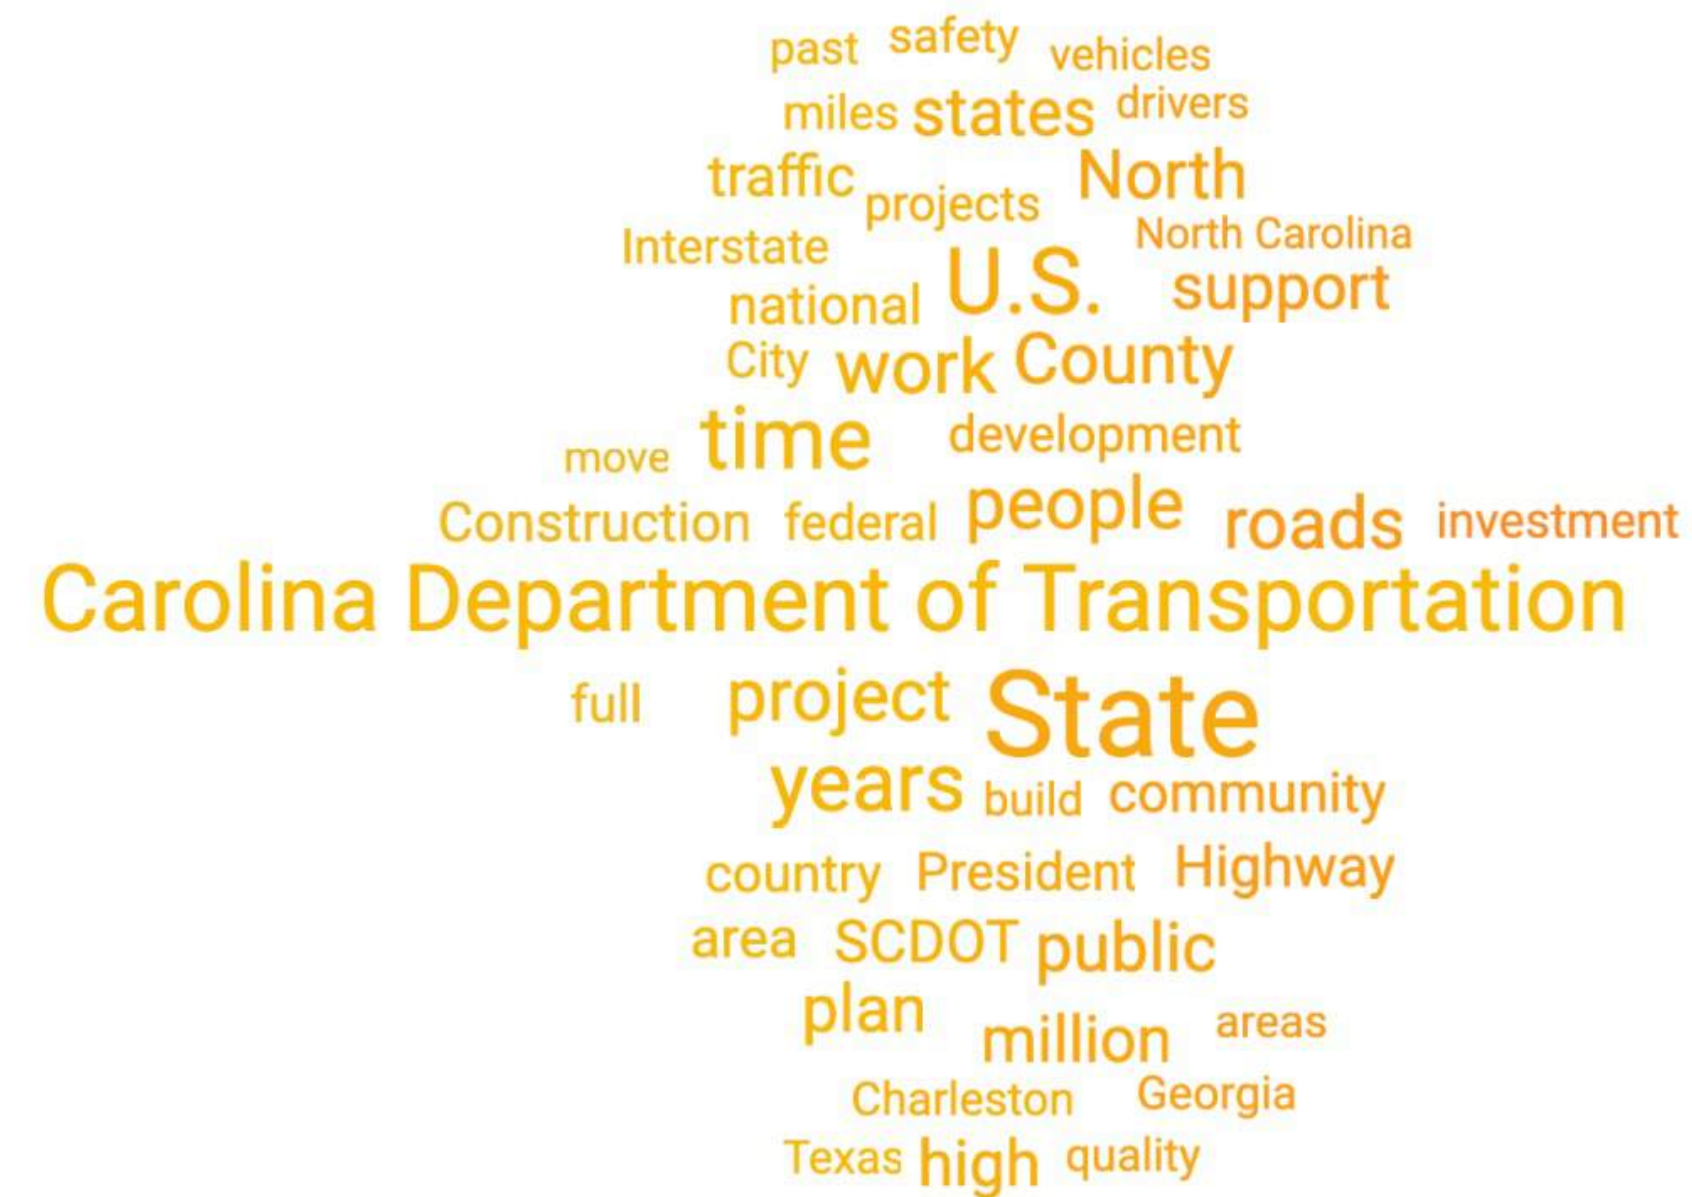 past safety vehicles
miles states drivers
traffic projects North
Interstate North Carolina
national U.S. support
City work County
move time development
Construction federal people roads investment
Carolina Department of Transportation
full project State
years build community
country President Highway
area SCDOT public
plan million areas
Charleston Georgia
Texas high quality